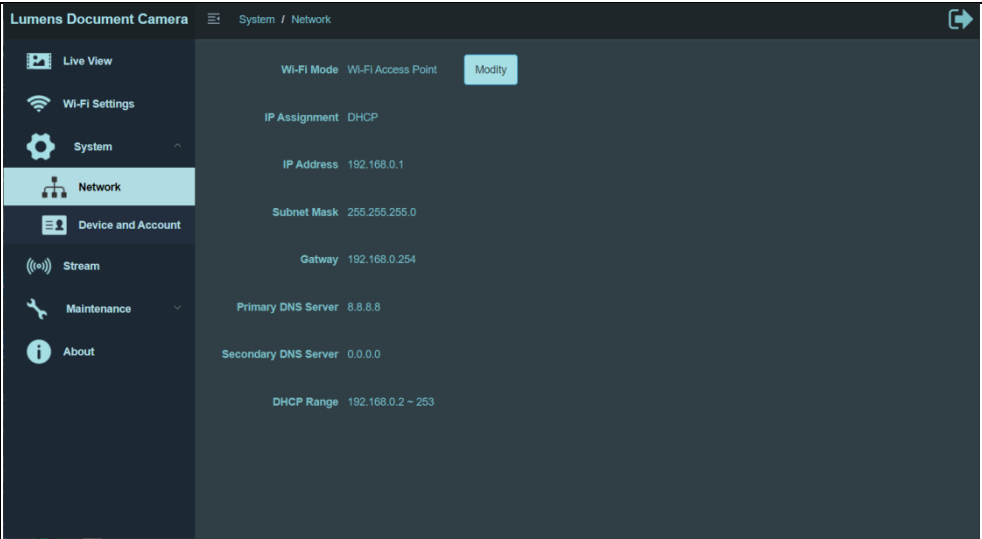 Lumens Document Camera System / Network
Live View
Wi-Fi Settings
System
Network
Device and Account
Stream
Maintenance
About
Wi-Fi Mode Wi-Fi Access Point Modity
IP Assignment DHCP
IP Address 192.168.0.1
Subnet Mask 255.255.255.0
Gatway 192.168.0.254
Primary DNS Server 8.8.8.8
Secondary DNS Server 0.0.0.0
DHCP Range 192.168.0.2 ~ 253